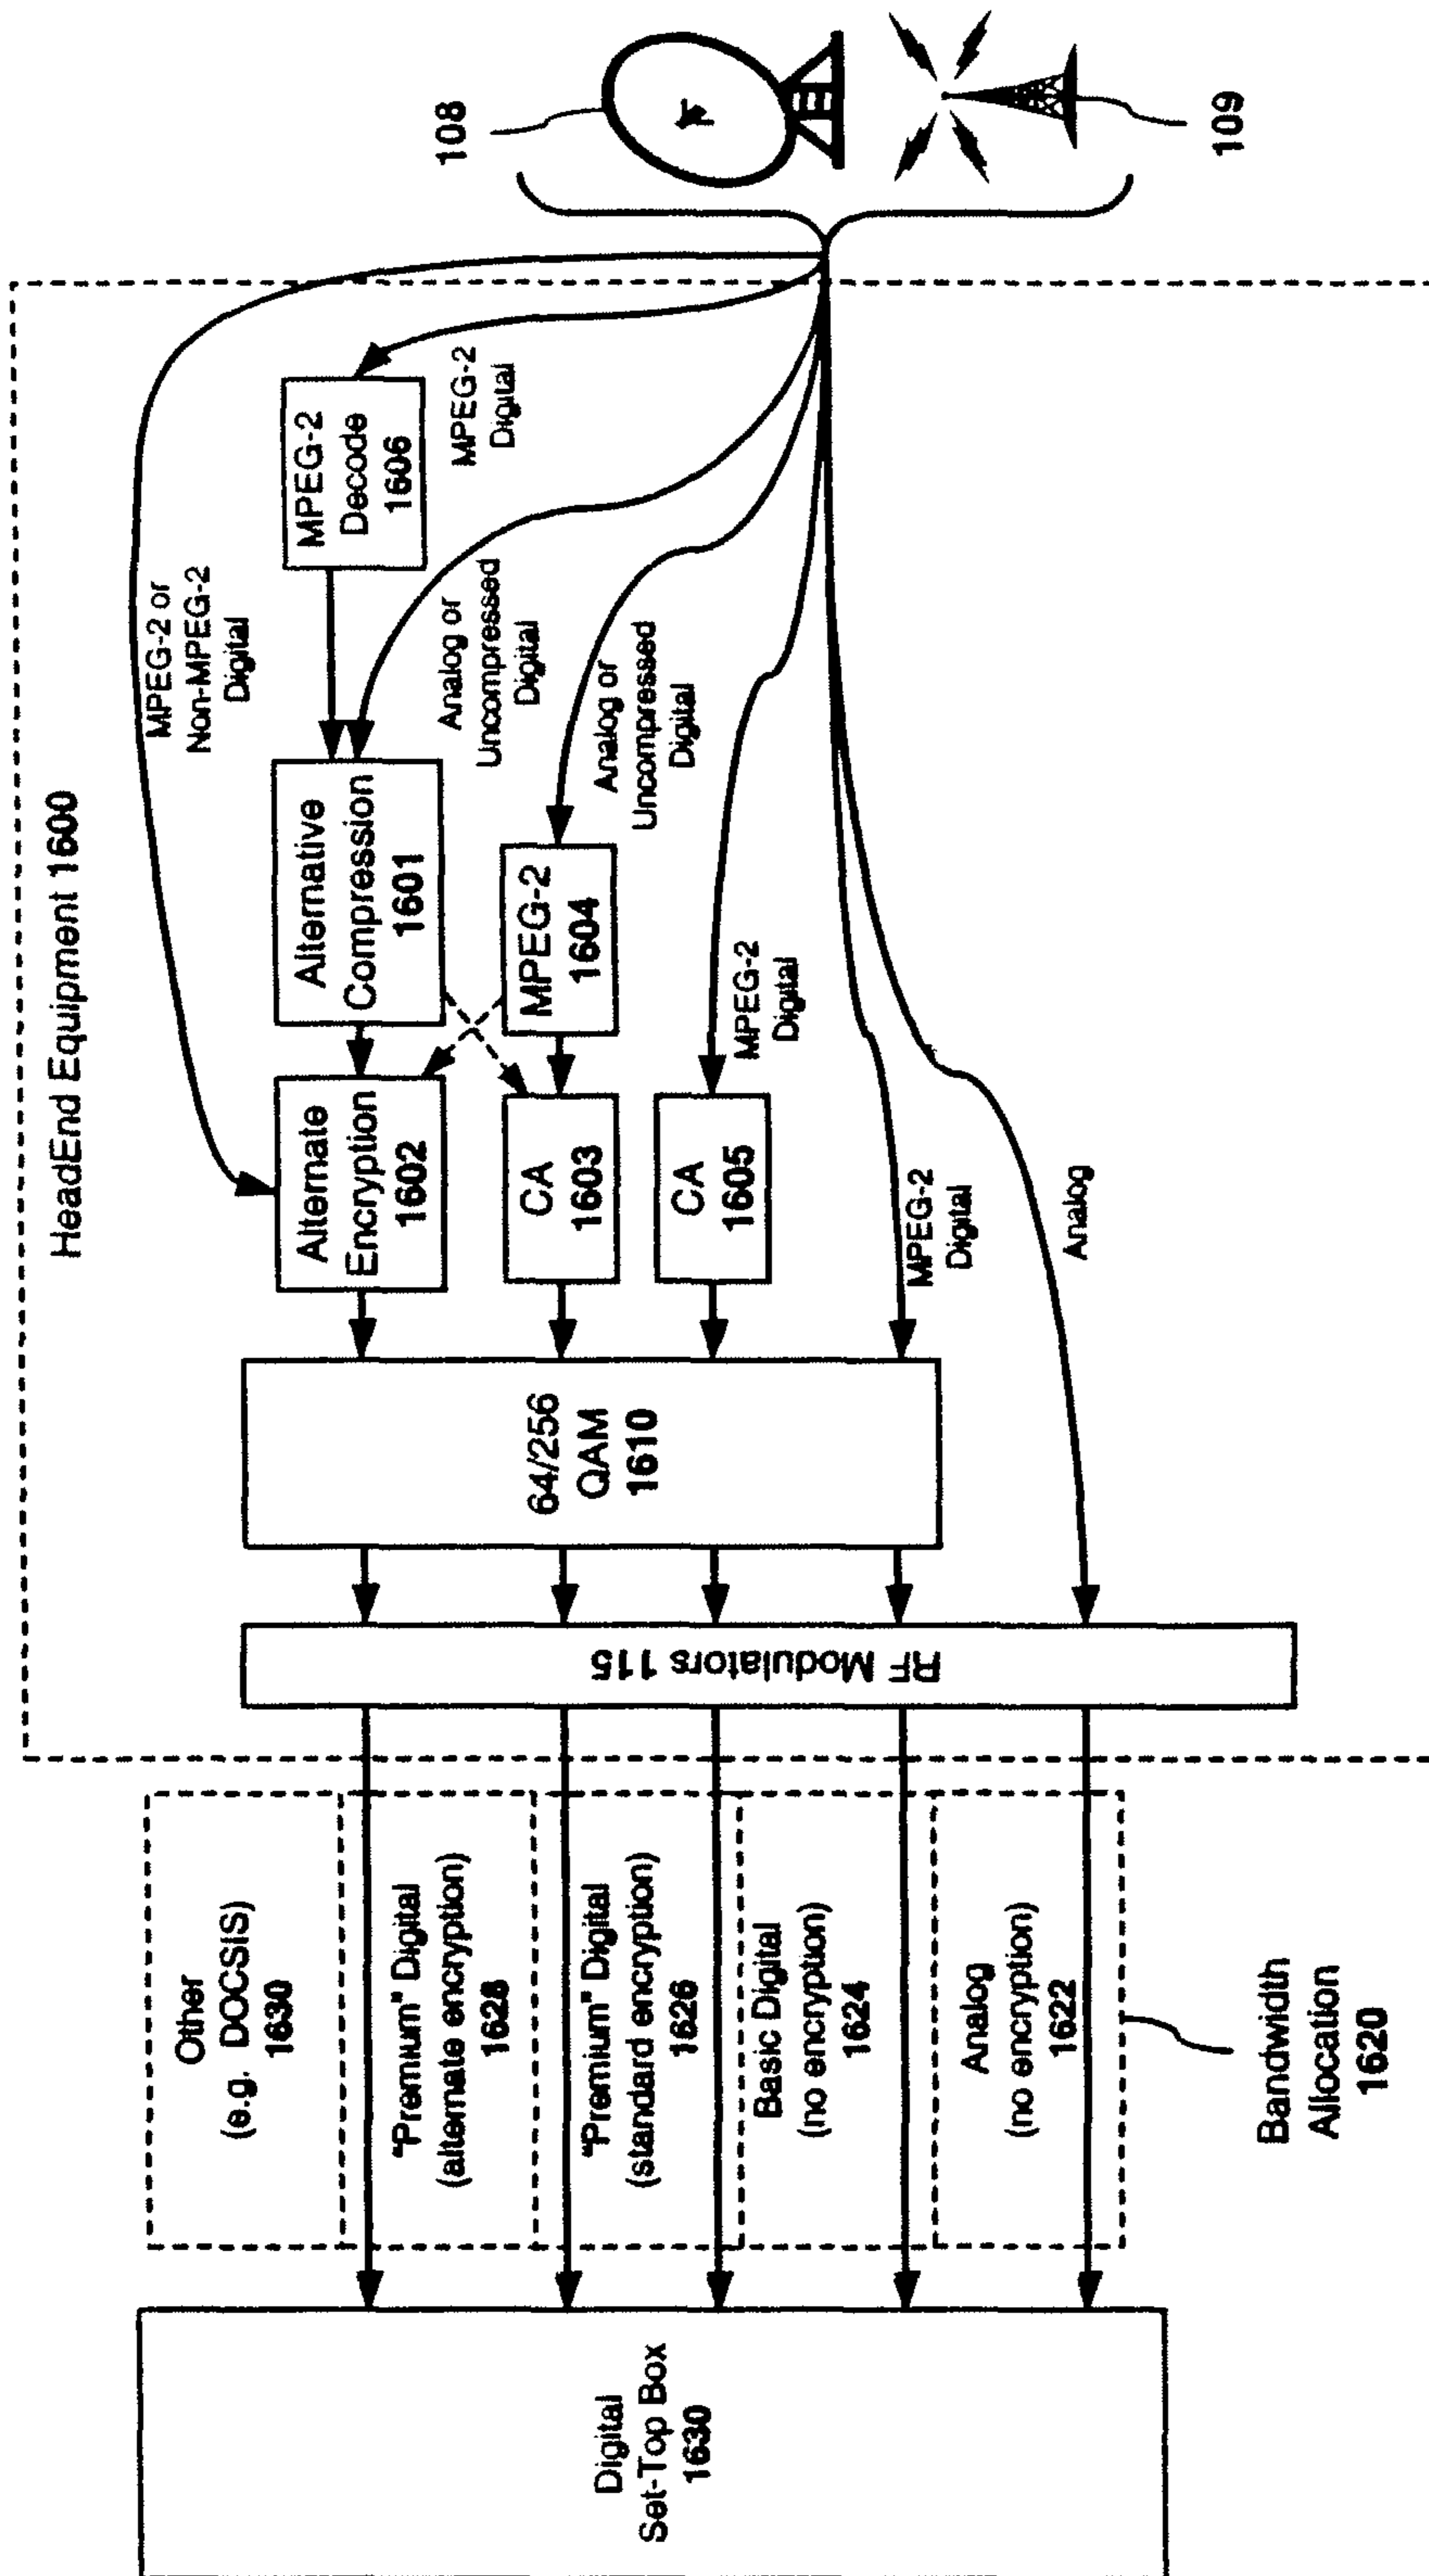 HeadEnd Equipment 1600
108
109
MPEG-2 or
Non-MPEG-2
Digital
MPEG-2
Decode
1606
MPEG-2
Digital
Alternative
Compression
1601
Analog or
Uncompressed
Digital
Alternate
Encryption
1602
MPEG-2
1604
Analog or
Uncompressed
Digital
CA
1603
CA
1605
MPEG-2
Digital
MPEG-2
Digital
Analog
64/256
QAM
1610
RF Modulators 115
Other
(e.g. DOCSIS)
1630
"Premium" Digital
(alternate encryption)
1628
"Premium" Digital
(standard encryption)
1626
Basic Digital
(no encryption)
1624
Analog
(no encryption)
1622
Bandwidth
Allocation
1620
Digital
Set-Top Box
1630